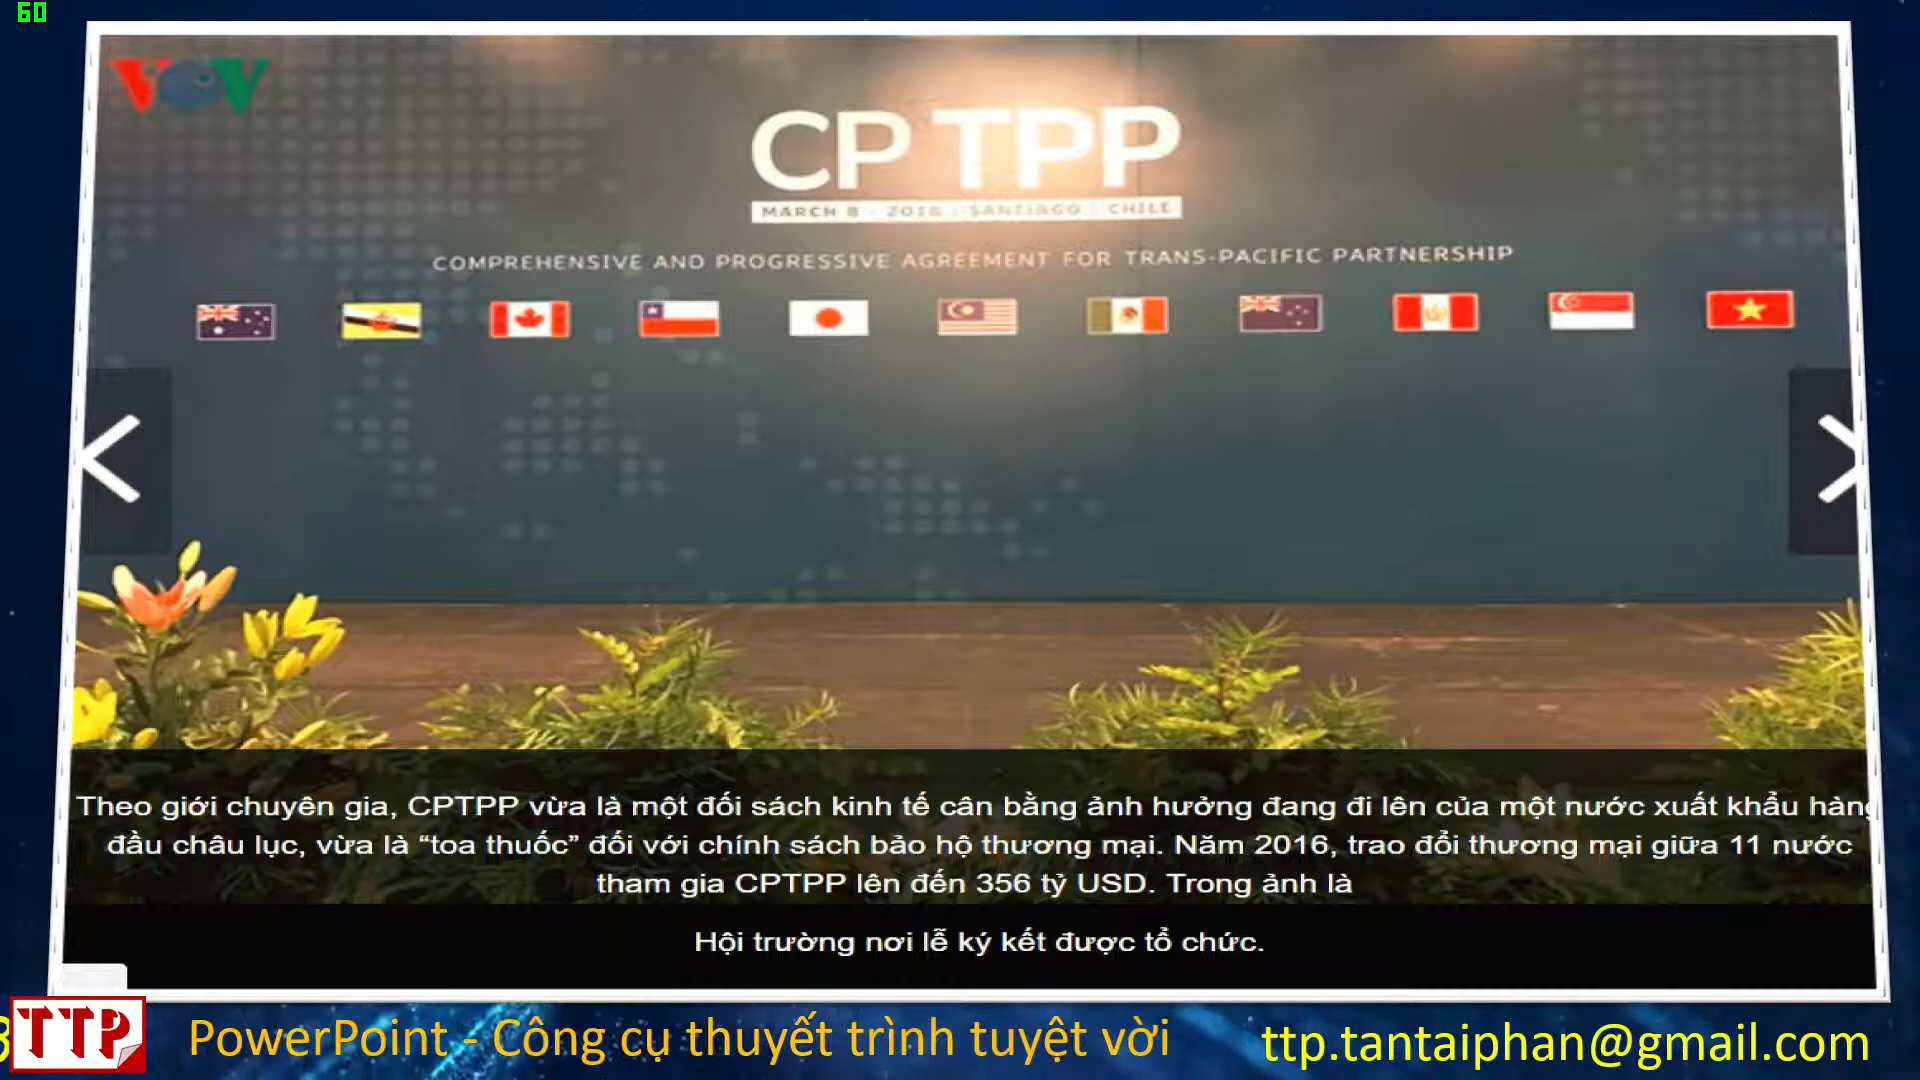 60
VOV
CPTPP
MARCH 8 - 2018 | SANTIAGO | CHILE
COMPREHENSIVE AND PROGRESSIVE AGREEMENT FOR TRANS-PACIFIC PARTNERSHIP
Theo giới chuyên gia, CPTPP vừa là một đối sách kinh tế cân bằng ảnh hưởng đang đi lên của một nước xuất khẩu hàng
đầu châu lục, vừa là “toa thuốc” đối với chính sách bảo hộ thương mại. Năm 2016, trao đổi thương mại giữa 11 nước
tham gia CPTPP lên đến 356 tỷ USD. Trong ảnh là
Hội trường nơi lễ ký kết được tổ chức.
TTP
PowerPoint - Công cụ thuyết trình tuyệt vời
ttp.tantaiphan@gmail.com